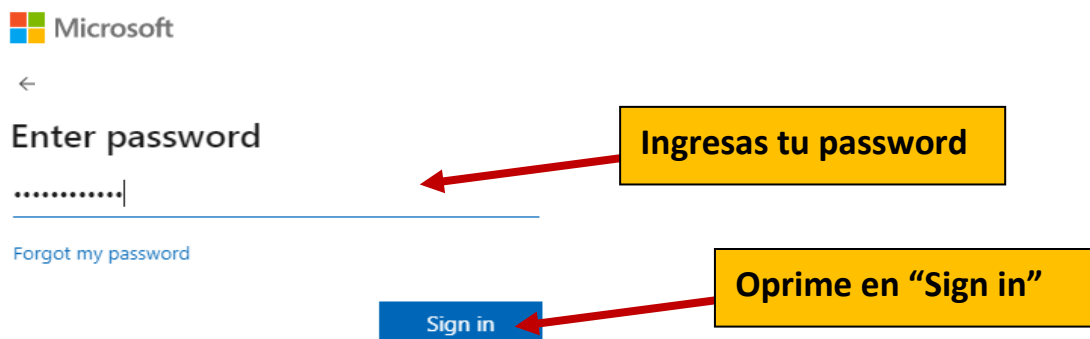 Microsoft
←
Enter password
Ingresas tu password
••••••••••••
Forgot my password
Oprime en “Sign in”
Sign in